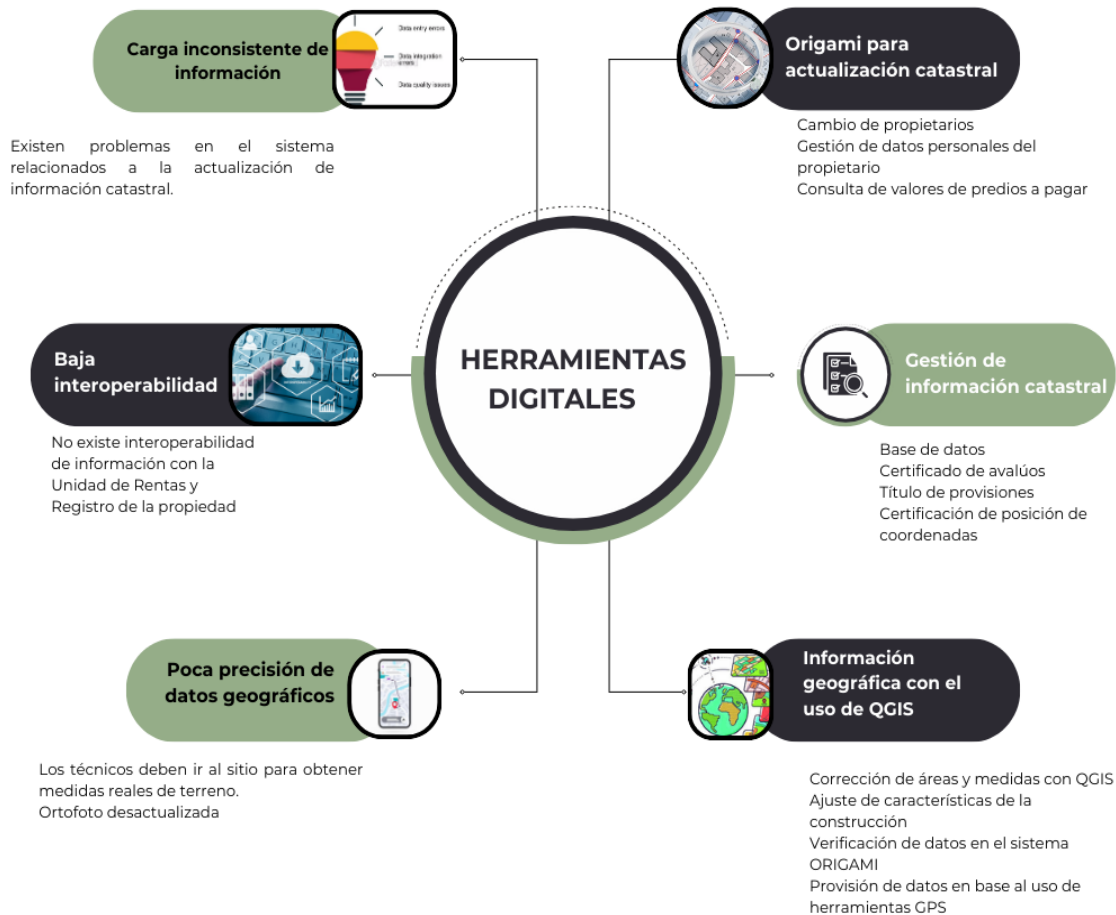 Carga inconsistente de
información
Data entry errors
Data integration
errors
Data quality issues
Existen problemas en el sistema
relacionados a la actualización de
información catastral.
Origami para
actualización catastral
Cambio de propietarios
Gestión de datos personales del
propietario
Consulta de valores de predios a pagar
HERRAMIENTAS
DIGITALES
Baja
interoperabilidad
No existe interoperabilidad
de información con la
Unidad de Rentas y
Registro de la propiedad
Gestión de
información catastral
Base de datos
Certificado de avalúos
Título de provisiones
Certificación de posición de
coordenadas
Poca precisión de
datos geográficos
Los técnicos deben ir al sitio para obtener
medidas reales de terreno.
Ortofoto desactualizada
Información
geográfica con el
uso de QGIS
Corrección de áreas y medidas con QGIS
Ajuste de características de la
construcción
Verificación de datos en el sistema
ORIGAMI
Provisión de datos en base al uso de
herramientas GPS